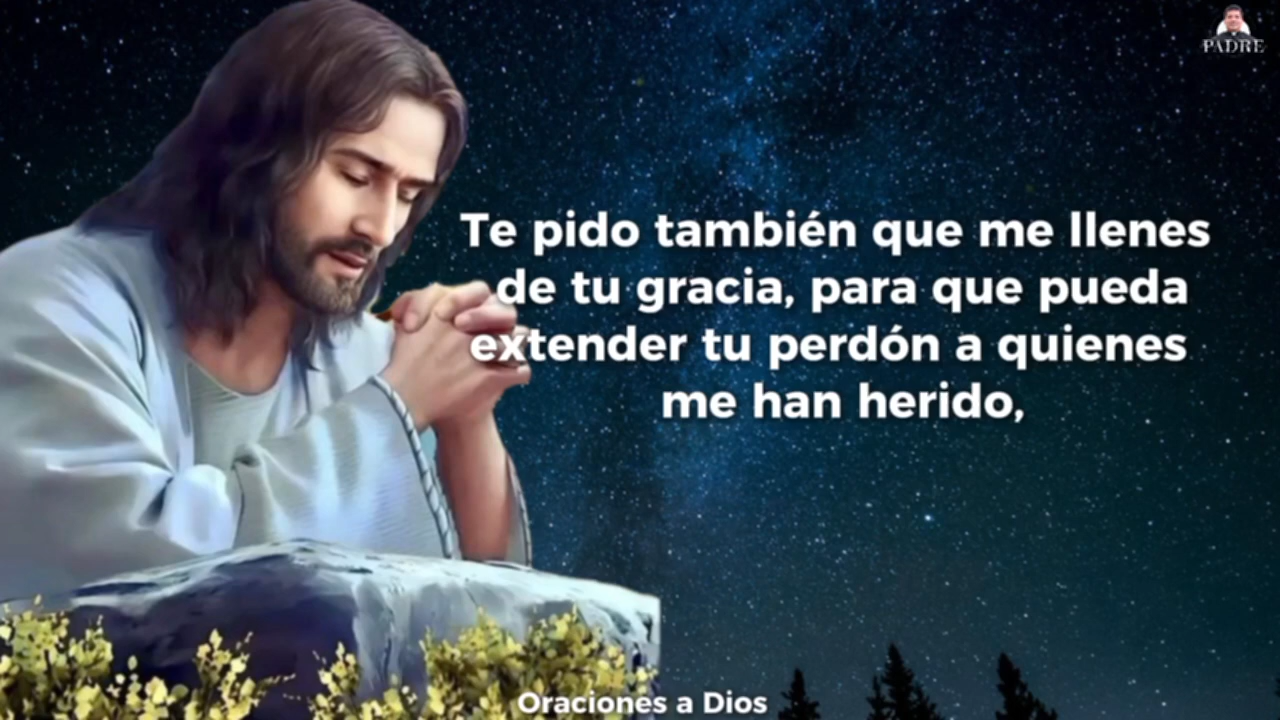 PADRE
Te pido también que me llenes
de tu gracia, para que pueda
extender tu perdón a quienes
me han herido,
Oraciones a Dios